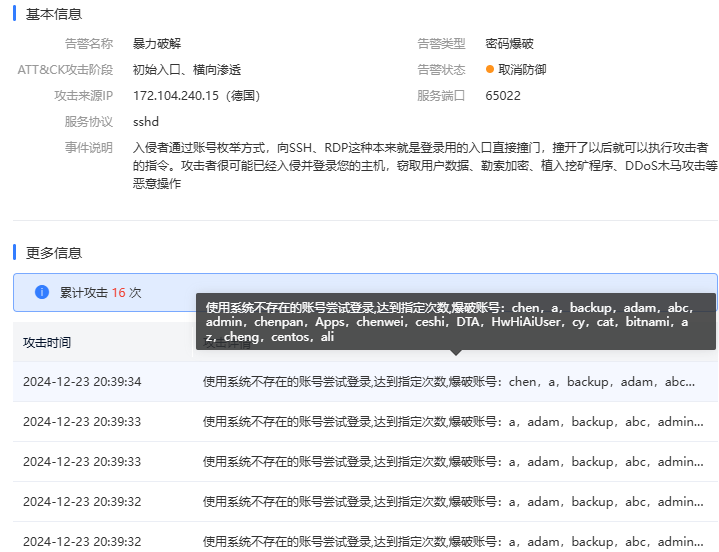 基本信息
告警名称 暴力破解 告警类型 密码爆破
ATT&CK攻击阶段 初始入口、横向渗透 告警状态 取消防御
攻击来源IP 172.104.240.15（德国） 服务端口 65022
服务协议 sshd
事件说明 入侵者通过账号枚举方式，向SSH、RDP这种本来就是登录用的入口直接撞门，撞开了以后就可以执行攻击者
的指令。攻击者很可能已经入侵并登录您的主机，窃取用户数据、勒索加密、植入挖矿程序、DDoS木马攻击等
恶意操作
更多信息
累计攻击 16 次
使用系统不存在的账号尝试登录,达到指定次数,爆破账号：chen，a，backup，adam，abc，
admin，chenpan，Apps，chenwei，ceshi，DTA，HwHiAiUser，cy，cat，bitnami，a
z，cheng，centos，ali
攻击时间
2024-12-23 20:39:34 使用系统不存在的账号尝试登录,达到指定次数,爆破账号：chen，a，backup，adam，abc...
2024-12-23 20:39:33 使用系统不存在的账号尝试登录,达到指定次数,爆破账号：a，adam，backup，abc，admin...
2024-12-23 20:39:33 使用系统不存在的账号尝试登录,达到指定次数,爆破账号：a，adam，backup，abc，admin...
2024-12-23 20:39:32 使用系统不存在的账号尝试登录,达到指定次数,爆破账号：a，adam，backup，abc，admin...
2024-12-23 20:39:32 使用系统不存在的账号尝试登录,达到指定次数,爆破账号：a，adam，backup，abc，admin...